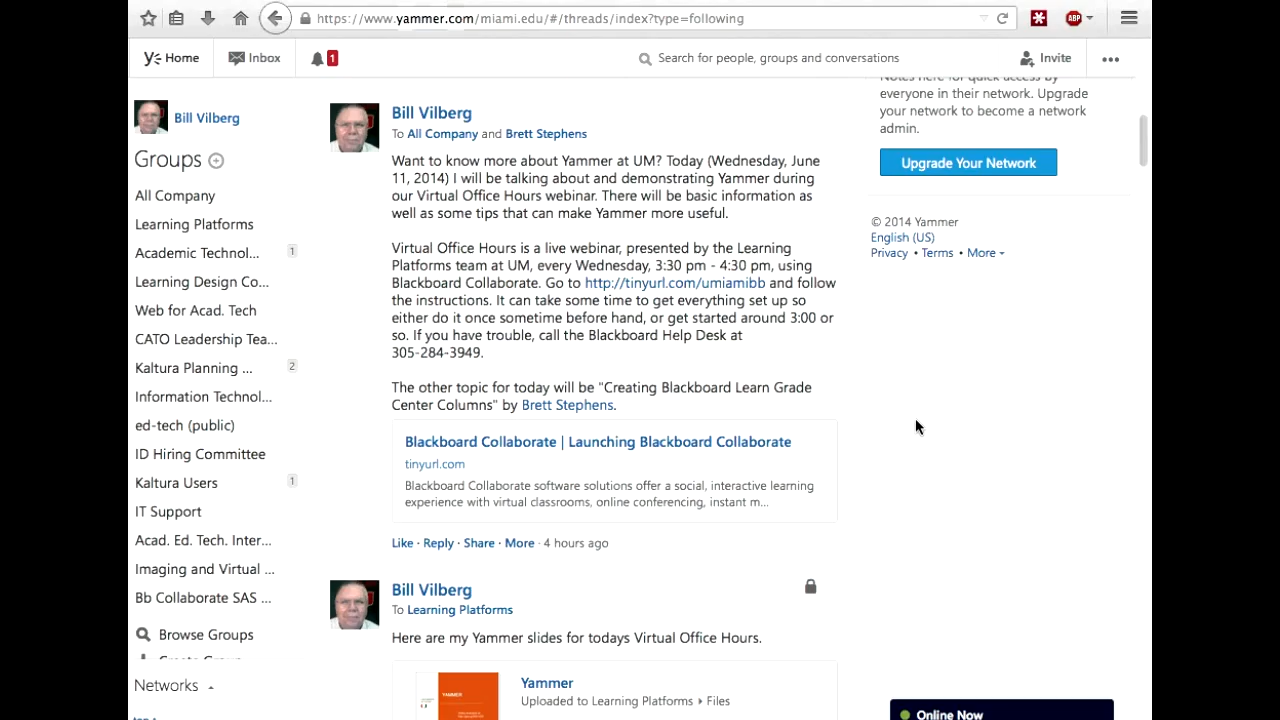 https://www.yammer.com/miami.edu/#/threads/index?type=following
ABP
Home
Inbox
1
Search for people, groups and conversations
Invite
Bill Vilberg
Groups
All Company
Learning Platforms
Academic Technol... 1
Learning Design Co...
Web for Acad. Tech
CATO Leadership Tea...
Kaltura Planning ... 2
Information Technol...
ed-tech (public)
ID Hiring Committee
Kaltura Users 1
IT Support
Acad. Ed. Tech. Inter...
Imaging and Virtual ...
Bb Collaborate SAS ...
Browse Groups
Create Group
Networks
Bill Vilberg
To All Company and Brett Stephens
Want to know more about Yammer at UM? Today (Wednesday, June
11, 2014) I will be talking about and demonstrating Yammer during
our Virtual Office Hours webinar. There will be basic information as
well as some tips that can make Yammer more useful.
Virtual Office Hours is a live webinar, presented by the Learning
Platforms team at UM, every Wednesday, 3:30 pm - 4:30 pm, using
Blackboard Collaborate. Go to http://tinyurl.com/umiamibb and follow
the instructions. It can take some time to get everything set up so
either do it once sometime before hand, or get started around 3:00 or
so. If you have trouble, call the Blackboard Help Desk at
305-284-3949.
The other topic for today will be "Creating Blackboard Learn Grade
Center Columns" by Brett Stephens.
Blackboard Collaborate | Launching Blackboard Collaborate
tinyurl.com
Blackboard Collaborate software solutions offer a social, interactive learning
experience with virtual classrooms, online conferencing, instant m...
Like · Reply · Share · More · 4 hours ago
Bill Vilberg
To Learning Platforms
Here are my Yammer slides for todays Virtual Office Hours.
YAMMER
Yammer
Uploaded to Learning Platforms ▸ Files
Notes here for quick access by
everyone in their network. Upgrade
your network to become a network
admin.
Upgrade Your Network
© 2014 Yammer
English (US)
Privacy • Terms • More
Online Now